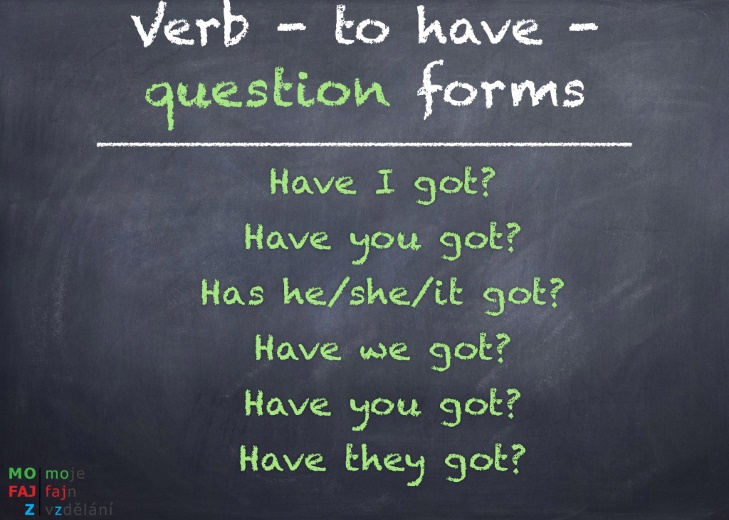 Verb - to have -
question forms
Have I got?
Have you got?
Has he/she/it got?
Have we got?
Have you got?
Have they got?
MO moje
FAJ fajn
Z vzdělání